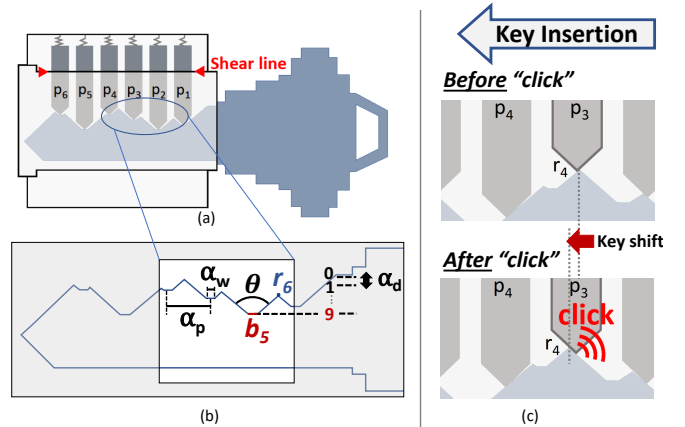 Shear line
p6 p5 p4 p3 p2 p1
(a)
αw
θ
r6
0
1
αd
αp
b5
9
(b)
Key Insertion
Before “click”
p4
p3
r4
Key shift
After “click”
p4
p3
click
r4
(c)